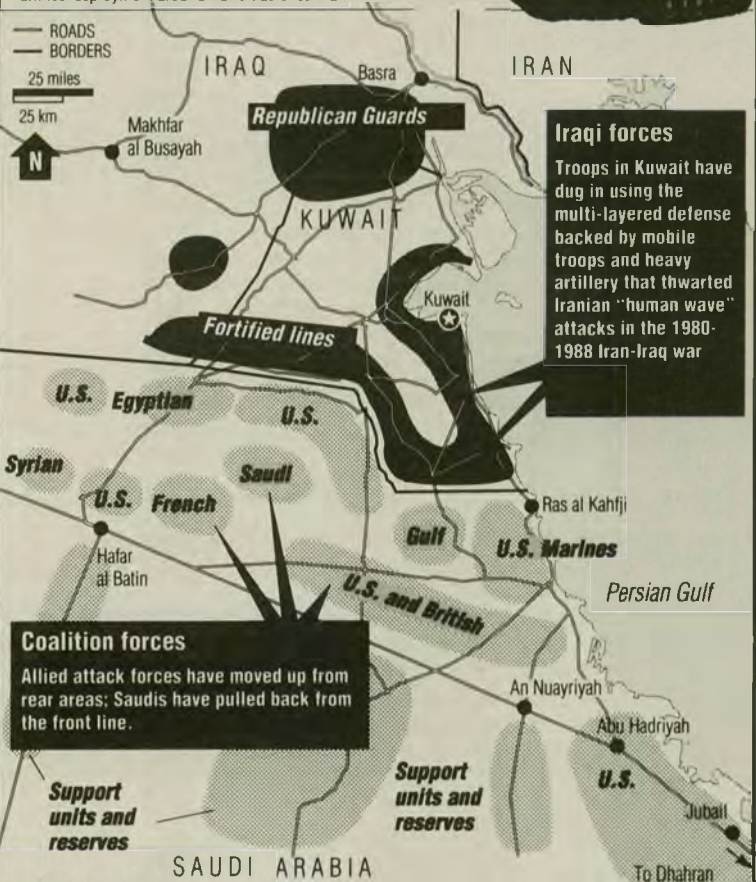 ROADS
BORDERS
25 miles
25 km
N
IRAQ
IRAN
Basra
Makhfar
al Busayah
Republican Guards
KUWAIT
Kuwait
Fortified lines
Iraqi forces
Troops in Kuwait have
dug in using the
multi-layered defense
backed by mobile
troops and heavy
artillery that thwarted
Iranian "human wave"
attacks in the 1980-
1988 Iran-Iraq war
U.S.
Egyptian
U.S.
Syrian
U.S.
French
Saudi
Gulf
U.S. Marines
Ras al Kahfji
Hafar
al Batin
U.S. and British
Persian Gulf
Coalition forces
Allied attack forces have moved up from
rear areas; Saudis have pulled back from
the front line.
An Nuayriyah
Abu Hadriyah
U.S.
Support
units and
reserves
Support
units and
reserves
Jubail
SAUDI ARABIA
To Dhahran